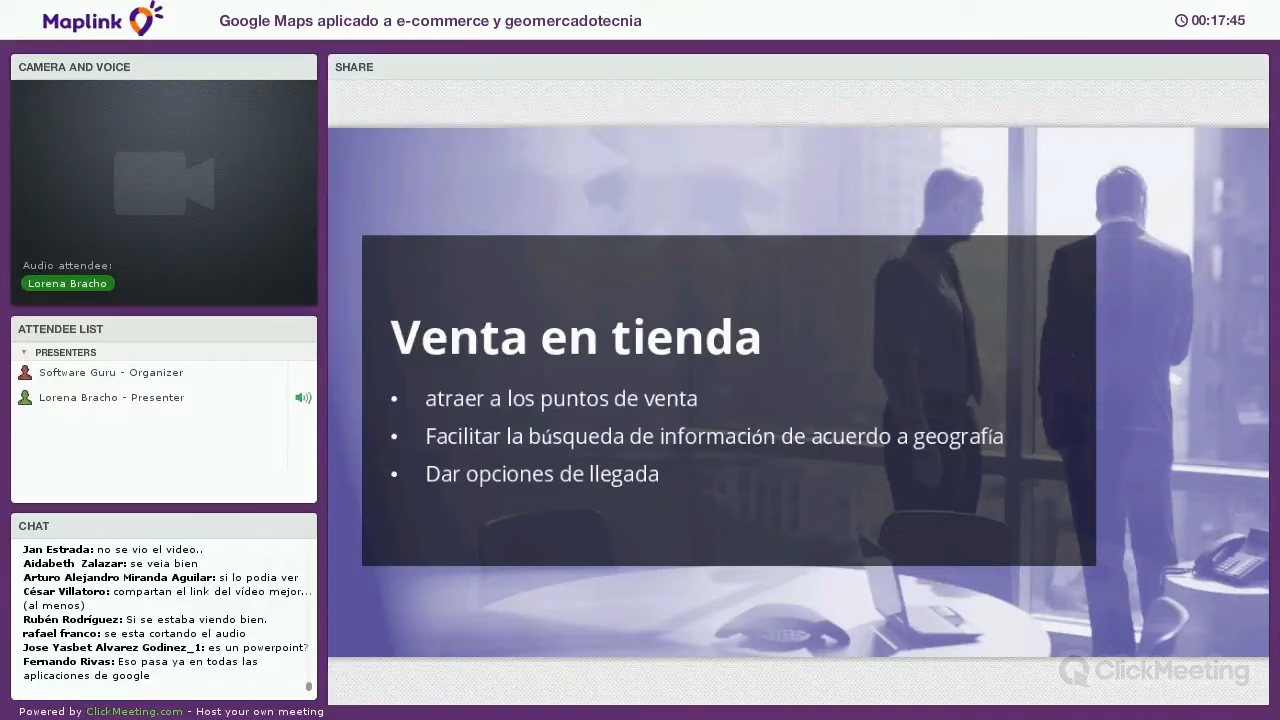 Maplink
Google Maps aplicado a e-commerce y geomercadotecnia
00:17:45
CAMERA AND VOICE
Audio attendee:
Lorena Bracho
ATTENDEE LIST
PRESENTERS
Software Guru - Organizer
Lorena Bracho - Presenter
CHAT
Jan Estrada: no se vio el video..
Aidabeth Zalazar: se veia bien
Arturo Alejandro Miranda Aguilar: si lo podia ver
César Villatoro: compartan el link del vídeo mejor...
(al menos)
Rubén Rodríguez: Si se estaba viendo bien.
rafael franco: se esta cortando el audio
Jose Yasbet Alvarez Godinez_1: es un powerpoint?
Fernando Rivas: Eso pasa ya en todas las
aplicaciones de google
Powered by ClickMeeting.com - Host your own meeting
SHARE
Venta en tienda
• atraer a los puntos de venta
• Facilitar la búsqueda de información de acuerdo a geografía
• Dar opciones de llegada
ClickMeeting